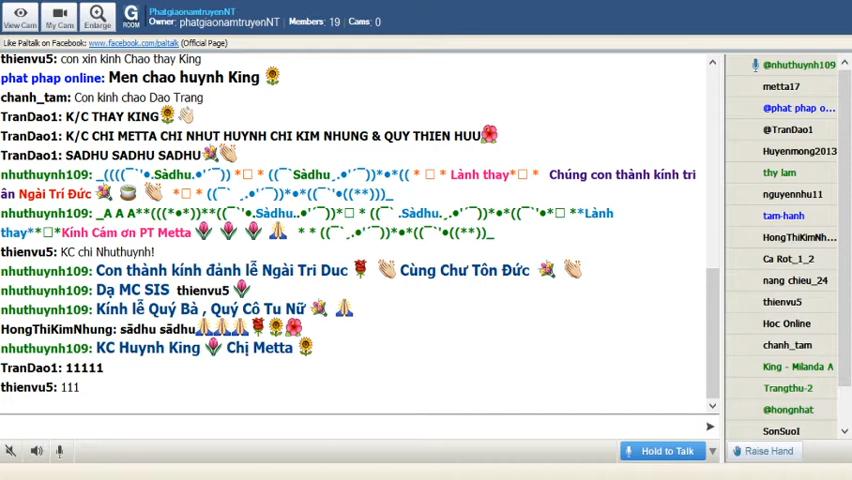 View Cam
My Cam
Enlarge
G ROOM
Phatgiaonamtruyen​NT
Owner: phatgiaonamtruyenNT
Members: 19 Cams: 0
Like Paltalk on Facebook: www.facebook.com/paltalk (Official Page)
thienvu5: con xin kinh Chao thay King
phat phap online: Men chao huynh King
chanh_tam: Con kinh chao Dao Trang
TranDao1: K/C THAY KING
TranDao1: K/C CHI METTA CHI NHUT HUYNH CHI KIM NHUNG & QUY THIEN HUU
TranDao1: SADHU SADHU SADHU
nhuthuynh109: _((((¯`•.Sàdhu.•´¯)) *□ * ((¯`Sàdhu¸.•´¯))*•*(( * □ * Lành thay*□ * Chúng con thành kính tri
ân Ngài Trí Đức *□ * ((¯` ¸.•´¯))*•*((¯`•((**)))_
nhuthuynh109: _A A A**(((*•*))**((¯`•.Sàdhu..•´¯))*□ * ((¯` .Sàdhu¸.•´¯))*•*((¯`•*□ **Lành
thay**□*Kính Cám ơn PT Metta * * ((¯`¸.•´¯))*•*((¯`•((**))_
thienvu5: KC chi Nhuthuynh!
nhuthuynh109: Con thành kính đảnh lễ Ngài Tri Duc Cùng Chư Tôn Đức
nhuthuynh109: Dạ MC SIS thienvu5
nhuthuynh109: Kính lễ Quý Bà , Quý Cô Tu Nữ
HongThiKimNhung: sādhu sādhu
nhuthuynh109: KC Huynh King Chị Metta
TranDao1: 11111
thienvu5: 111
Hold to Talk
@nhuthuynh109
metta17
@phat phap o...
@TranDao1
Huyenmong2013
thy lam
nguyennhu11
tam-hanh
HongThiKimNh...
Ca Rot_1_2
nang chieu_24
thienvu5
Hoc Online
chanh_tam
King - Milanda A
Trangthu-2
@hongnhat
SonSuoI
Raise Hand